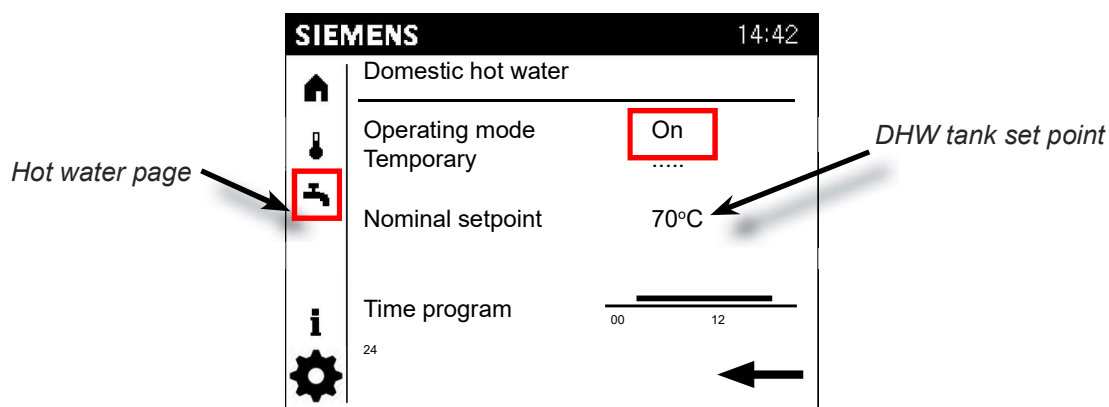 SIEMENS 14:42
Domestic hot water
Operating mode On
Temporary .....
Hot water page
DHW tank set point
Nominal setpoint 70°C
Time program
00 12
24